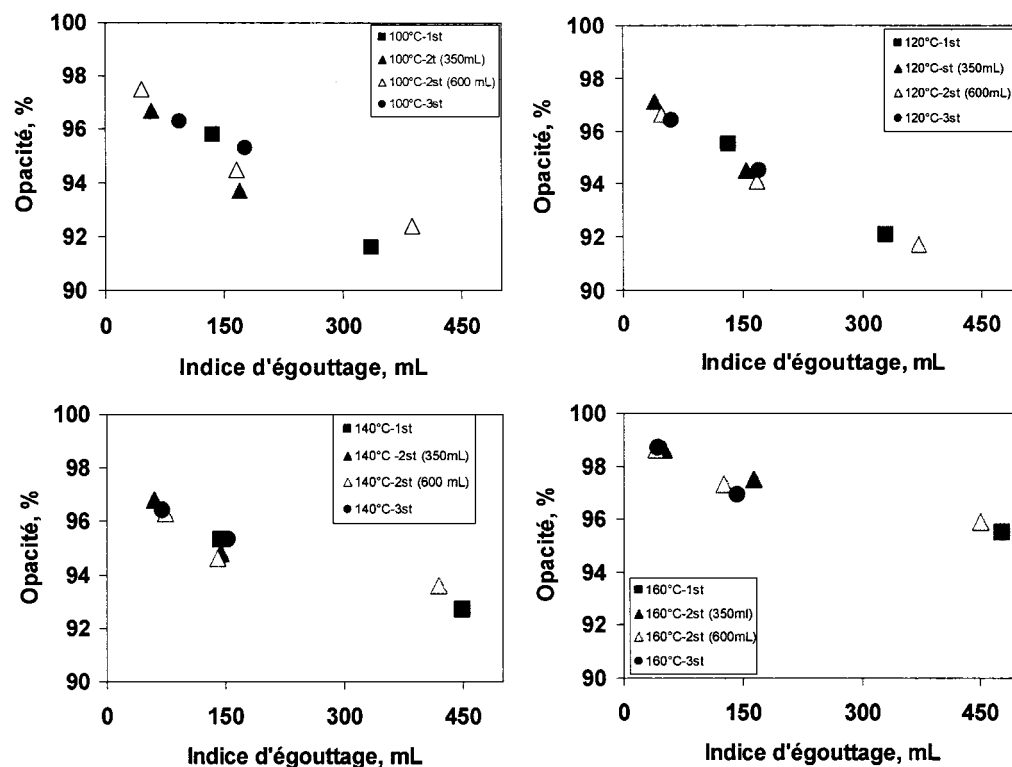 100
98
96
94
92
90
Opacité, %
0
150
300
450
Indice d'égouttage, mL
100°C-1st
100°C-2t (350mL)
100°C-2st (600 mL)
100°C-3st
100
98
96
94
92
90
Opacité, %
0
150
300
450
Indice d'égouttage, mL
120°C-1st
120°C-st (350mL)
120°C-2st (600mL)
120°C-3st
100
98
96
94
92
90
Opacité, %
0
150
300
450
Indice d'égouttage, mL
140°C-1st
140°C -2st (350mL)
140°C-2st (600 mL)
140°C-3st
100
98
96
94
92
90
Opacité, %
0
150
300
450
Indice d'égouttage, mL
160°C-1st
160°C-2st (350ml)
160°C-2st (600mL)
160°C-3st